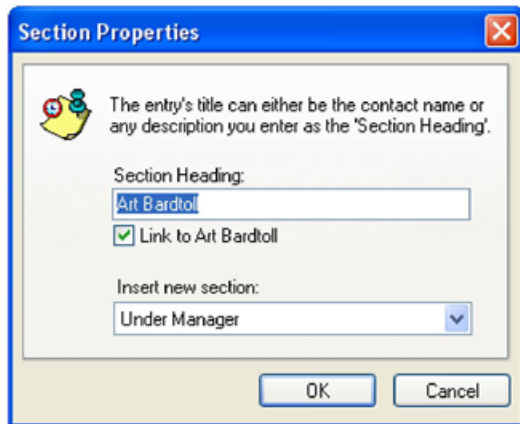 Section Properties
The entry's title can either be the contact name or
any description you enter as the 'Section Heading'.
Section Heading:
Art Bardtoll
Link to Art Bardtoll
Insert new section:
Under Manager
OK Cancel